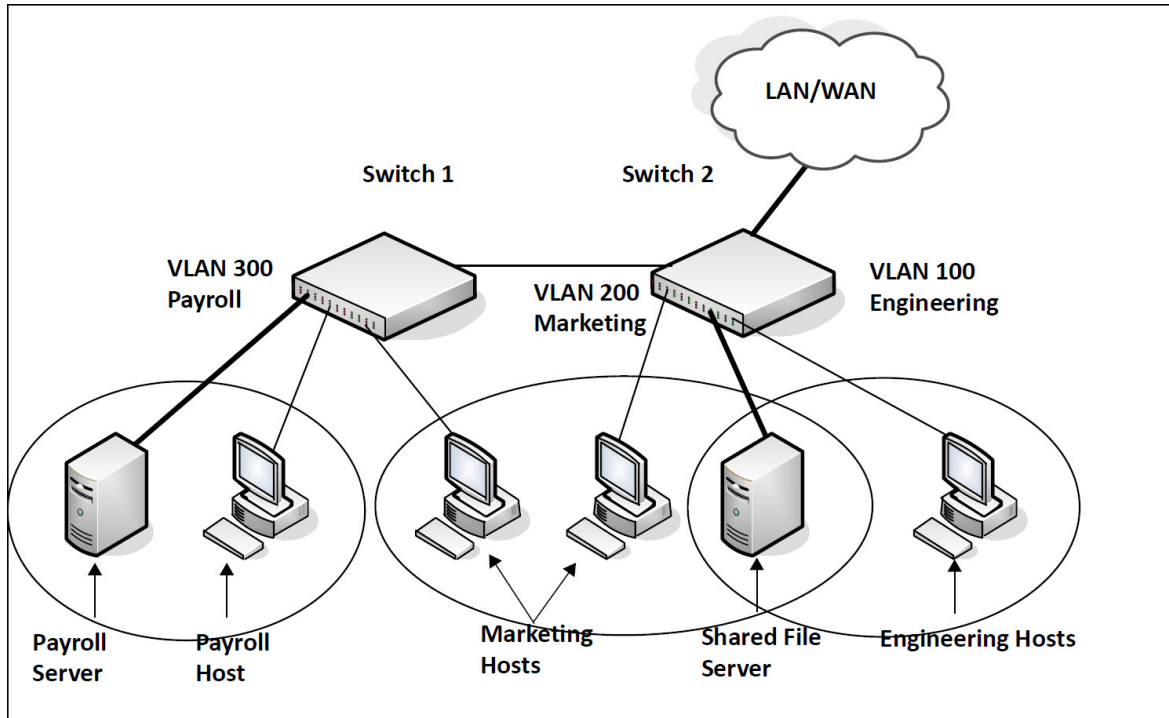 LAN/WAN
Switch 1
Switch 2
VLAN 300
Payroll
VLAN 200
Marketing
VLAN 100
Engineering
Payroll
Server
Payroll
Host
Marketing
Hosts
Shared File
Server
Engineering Hosts